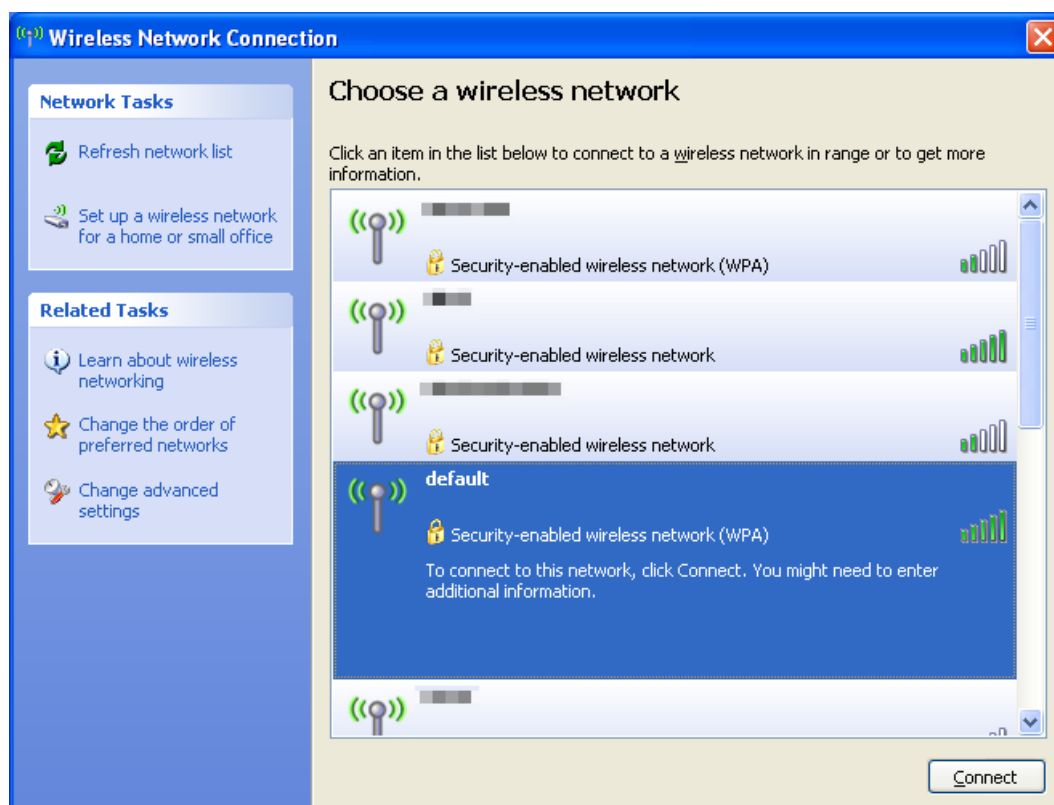 Wireless Network Connection
Network Tasks
Refresh network list
Set up a wireless network
for a home or small office
Related Tasks
Learn about wireless
networking
Change the order of
preferred networks
Change advanced
settings
Choose a wireless network
Click an item in the list below to connect to a wireless network in range or to get more
information.
Security-enabled wireless network (WPA)
Security-enabled wireless network
Security-enabled wireless network
default
Security-enabled wireless network (WPA)
To connect to this network, click Connect. You might need to enter
additional information.
Connect